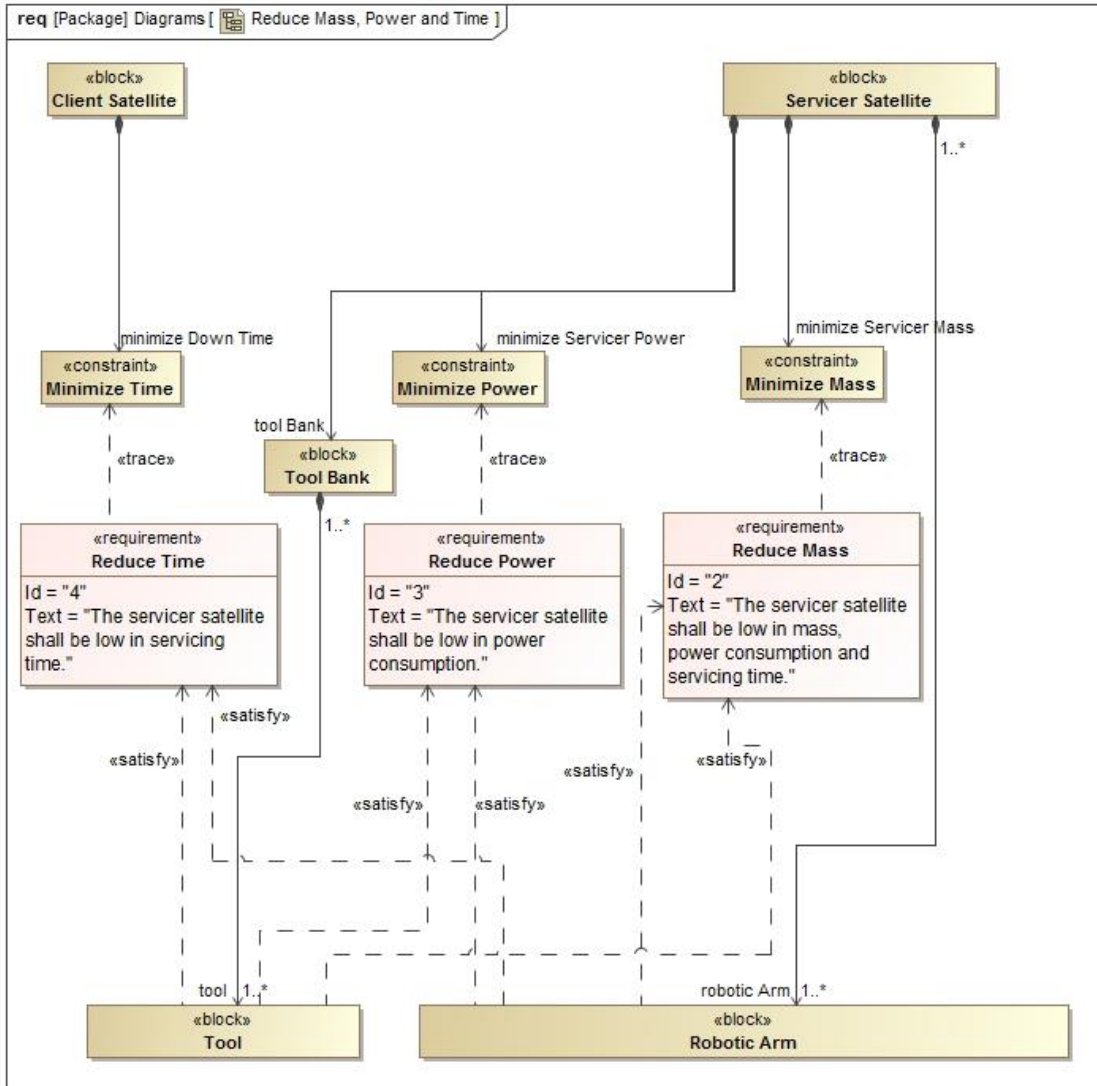 req [Package] Diagrams [ Reduce Mass, Power and Time ]
«block»
Client Satellite
«block»
Servicer Satellite
1..*
minimize Down Time
minimize Servicer Power
minimize Servicer Mass
«constraint»
Minimize Time
«constraint»
Minimize Power
«constraint»
Minimize Mass
tool Bank
«block»
Tool Bank
1..*
«trace»
«trace»
«trace»
«requirement»
Reduce Time
Id = "4"
Text = "The servicer satellite
shall be low in servicing
time."
«requirement»
Reduce Power
Id = "3"
Text = "The servicer satellite
shall be low in power
consumption."
«requirement»
Reduce Mass
Id = "2"
Text = "The servicer satellite
shall be low in mass,
power consumption and
servicing time."
«satisfy»
«satisfy»
«satisfy»
«satisfy»
«satisfy»
«satisfy»
tool 1..*
robotic Arm 1..*
«block»
Tool
«block»
Robotic Arm